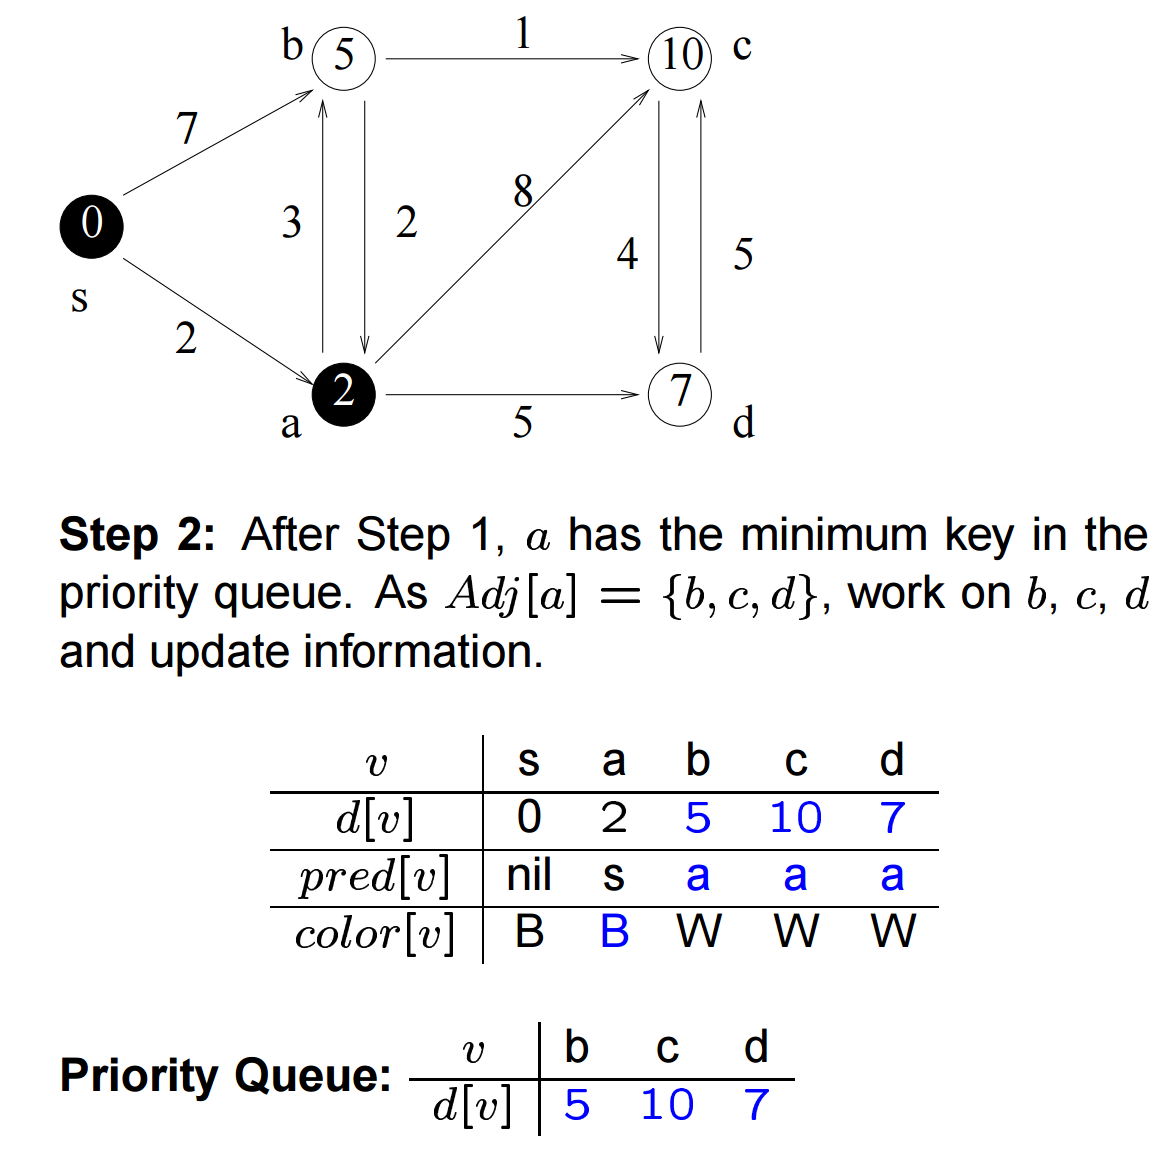 b 5 1 10 c
7
0 3 2 8 4 5
s
2
2 7
a 5 d
Step 2: After Step 1, a has the minimum key in the
priority queue. As Adj[a] = {b, c, d}, work on b, c, d
and update information.
v s a b c d
d[v] 0 2 5 10 7
pred[v] nil s a a a
color[v] B B W W W
Priority Queue:
v b c d
d[v] 5 10 7